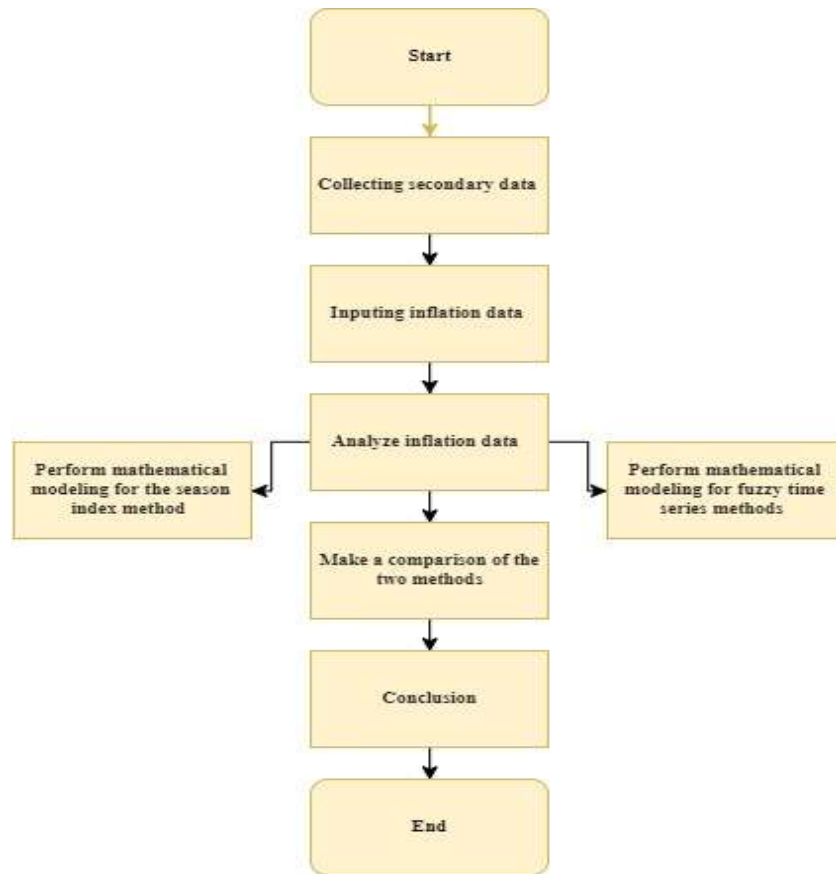 Start
Collecting secondary data
Inputing inflation data
Analyze inflation data
Perform mathematical
modeling for the season
index method
Perform mathematical
modeling for fuzzy time
series methods
Make a comparison of the
two methods
Conclusion
End